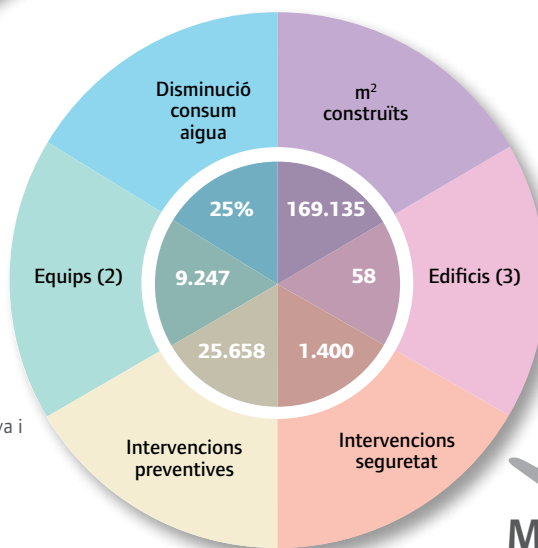 Disminució
consum
aigua
m²
construïts
25%
169.135
Equips (2)
9.247
58
Edificis (3)
25.658
1.400
va i
Intervencions
preventives
Intervencions
seguretat
M